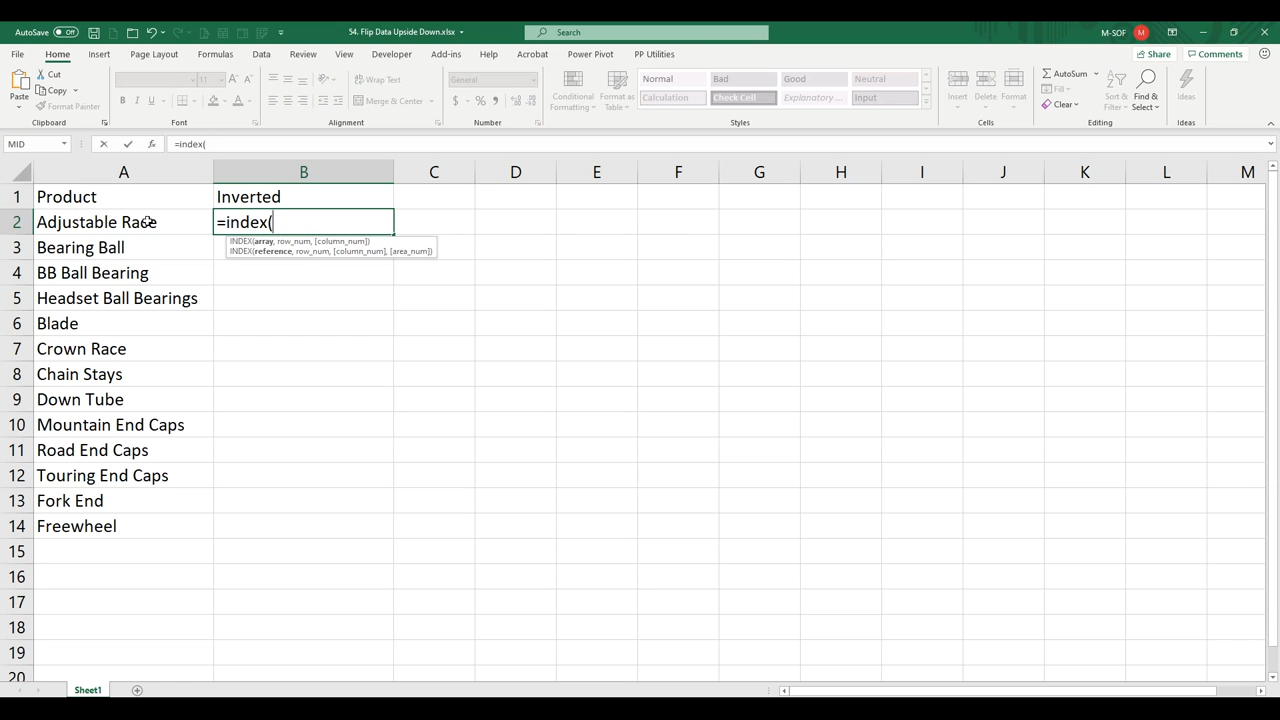 AutoSave Off 54. Flip Data Upside Down.xlsx Search M-SOF M
File Home Insert Page Layout Formulas Data Review View Developer Add-ins Help Acrobat Power Pivot PP Utilities Share Comments
Paste Cut Copy Format Painter
11 A A B I U A
Wrap Text Merge & Center
General $ % 9
Conditional Formatting Format as Table
Normal Bad Good Neutral
Calculation Check Cell Explanatory ... Input
Insert Delete Format
AutoSum Fill Clear Sort & Filter Find & Select Ideas
Clipboard Font Alignment Number Styles Cells Editing Ideas
MID fx =index(
A B C D E F G H I J K L M
1 Product Inverted
2 Adjustable Race =index(
INDEX(array, row_num, [column_num])
3 Bearing Ball INDEX(reference, row_num, [column_num], [area_num])
4 BB Ball Bearing
5 Headset Ball Bearings
6 Blade
7 Crown Race
8 Chain Stays
9 Down Tube
10 Mountain End Caps
11 Road End Caps
12 Touring End Caps
13 Fork End
14 Freewheel
15
16
17
18
19
20
Sheet1